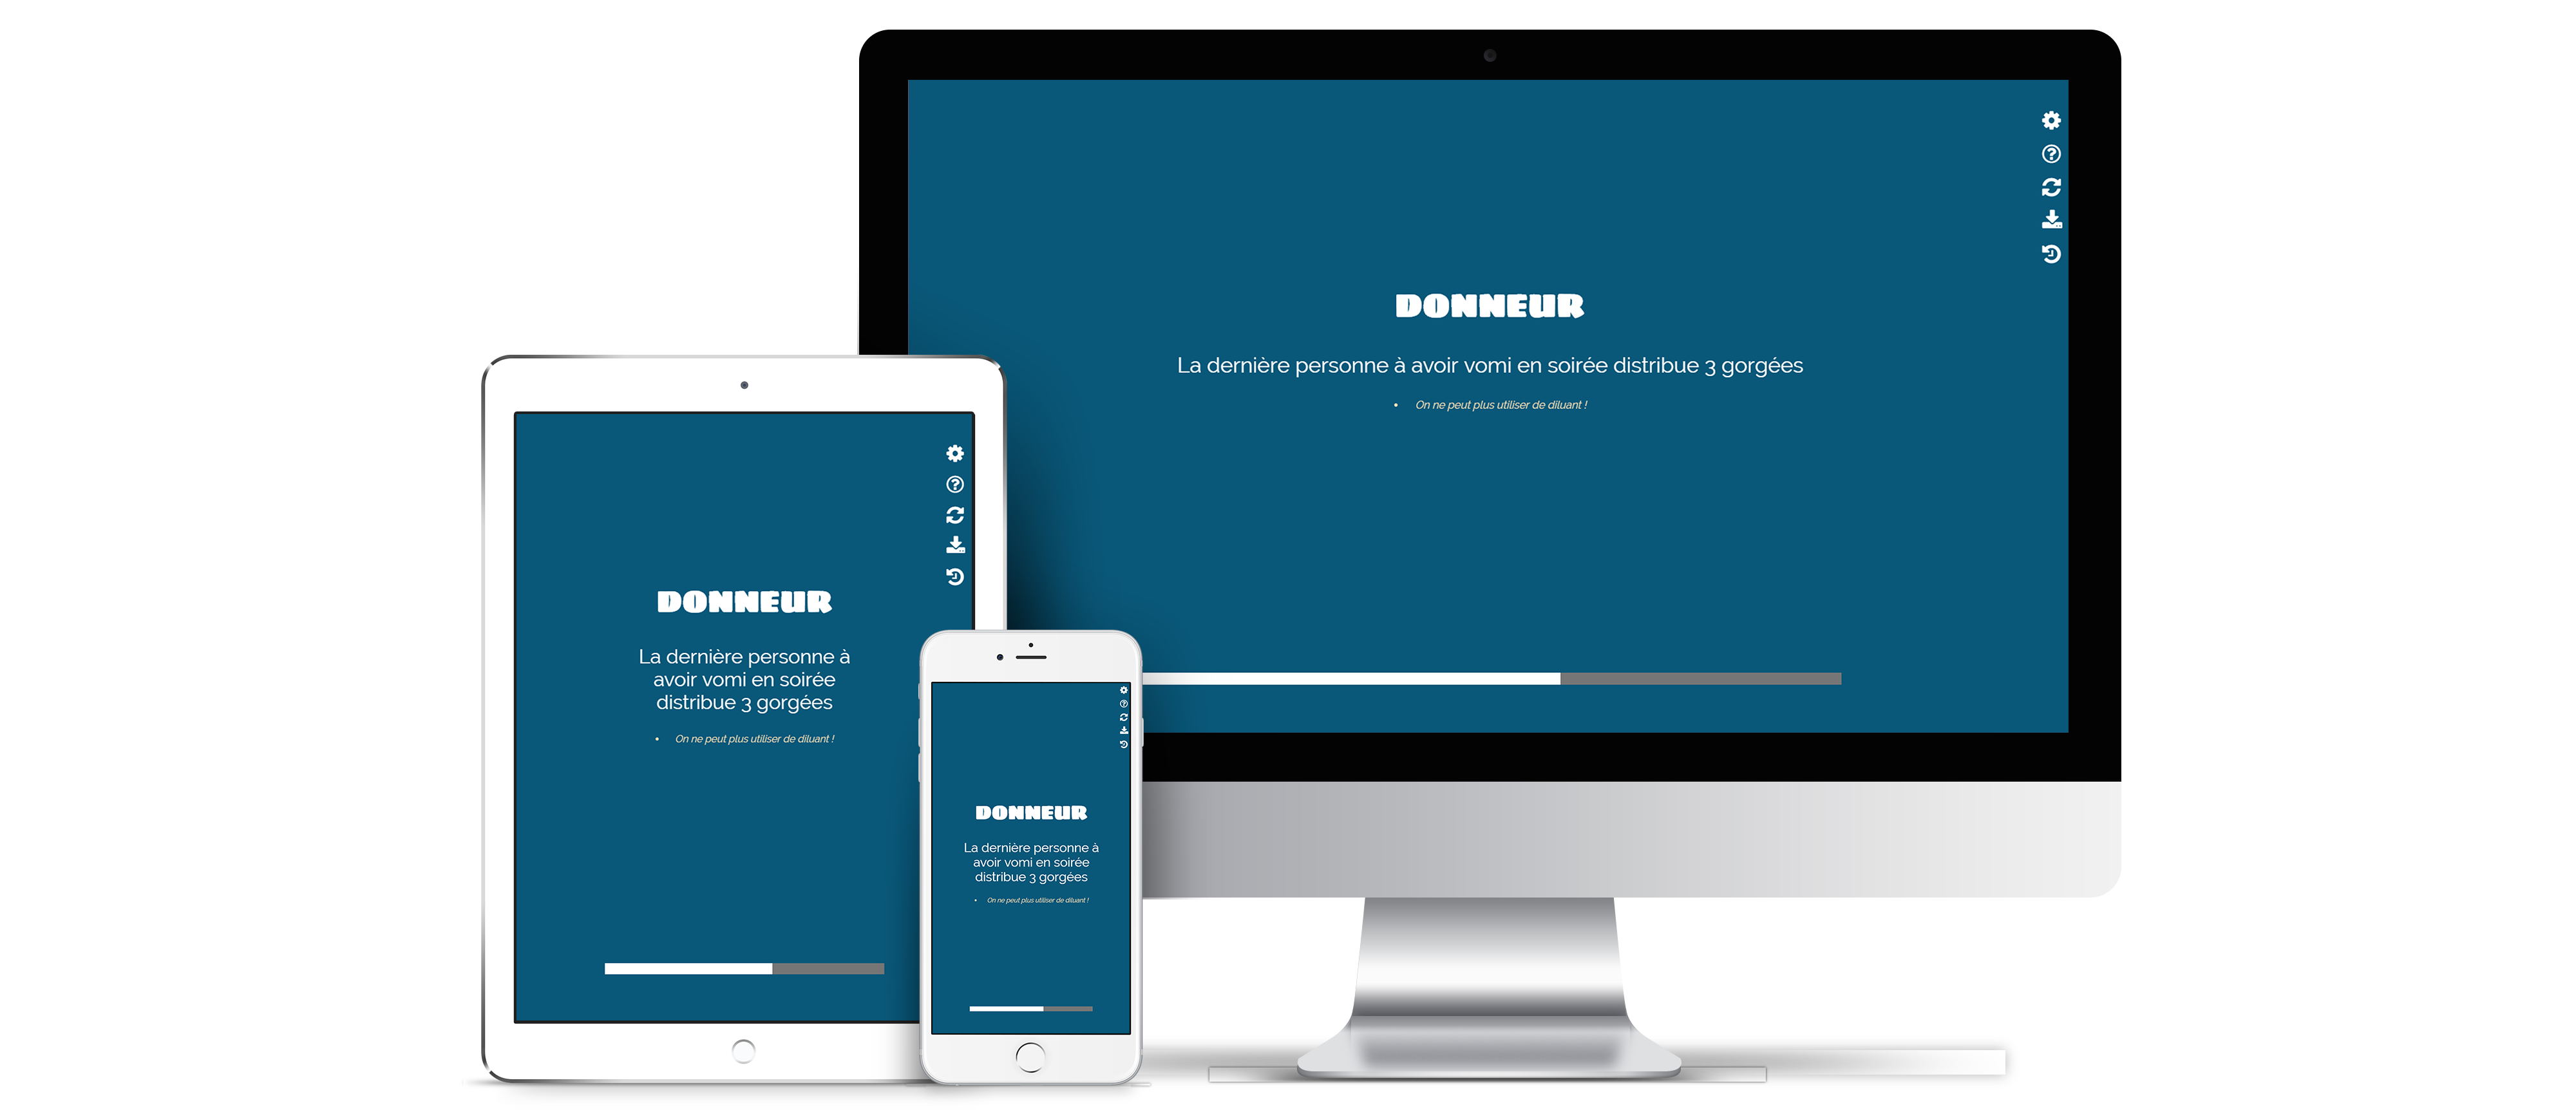 DONNEUR
La dernière personne à avoir vomi en soirée distribue 3 gorgées
• On ne peut plus utiliser de diluant !
DONNEUR
La dernière personne à
avoir vomi en soirée
distribue 3 gorgées
• On ne peut plus utiliser de diluant !
DONNEUR
La dernière personne à
avoir vomi en soirée
distribue 3 gorgées
• On ne peut plus utiliser de diluant !